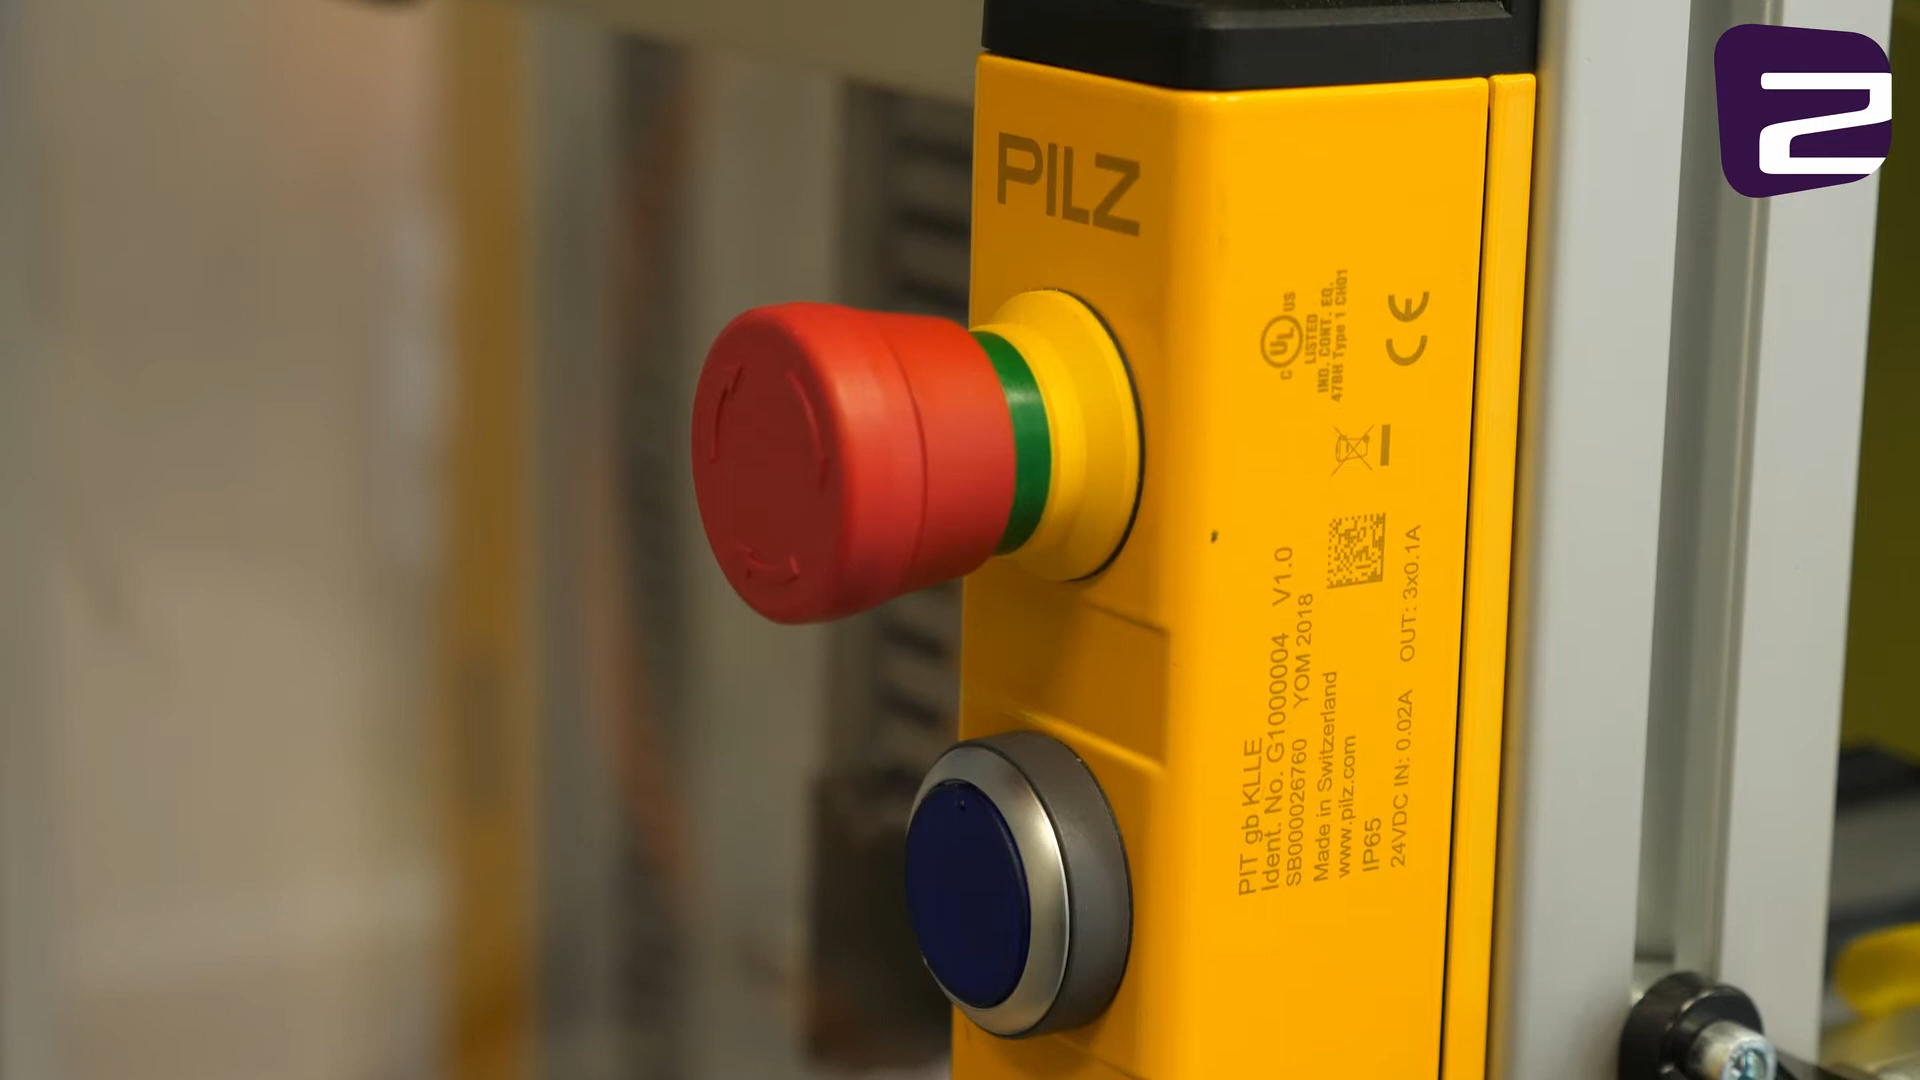 PILZ
C UL US
LISTED
IND. CONT. EQ.
47BH Type 1 CH01
CE
PIT gb KLLE
Ident. No. G1000004 V1.0
SB000026760 YOM 2018
Made in Switzerland
www.pilz.com
IP65
24VDC IN: 0.02A OUT: 3x0.1A